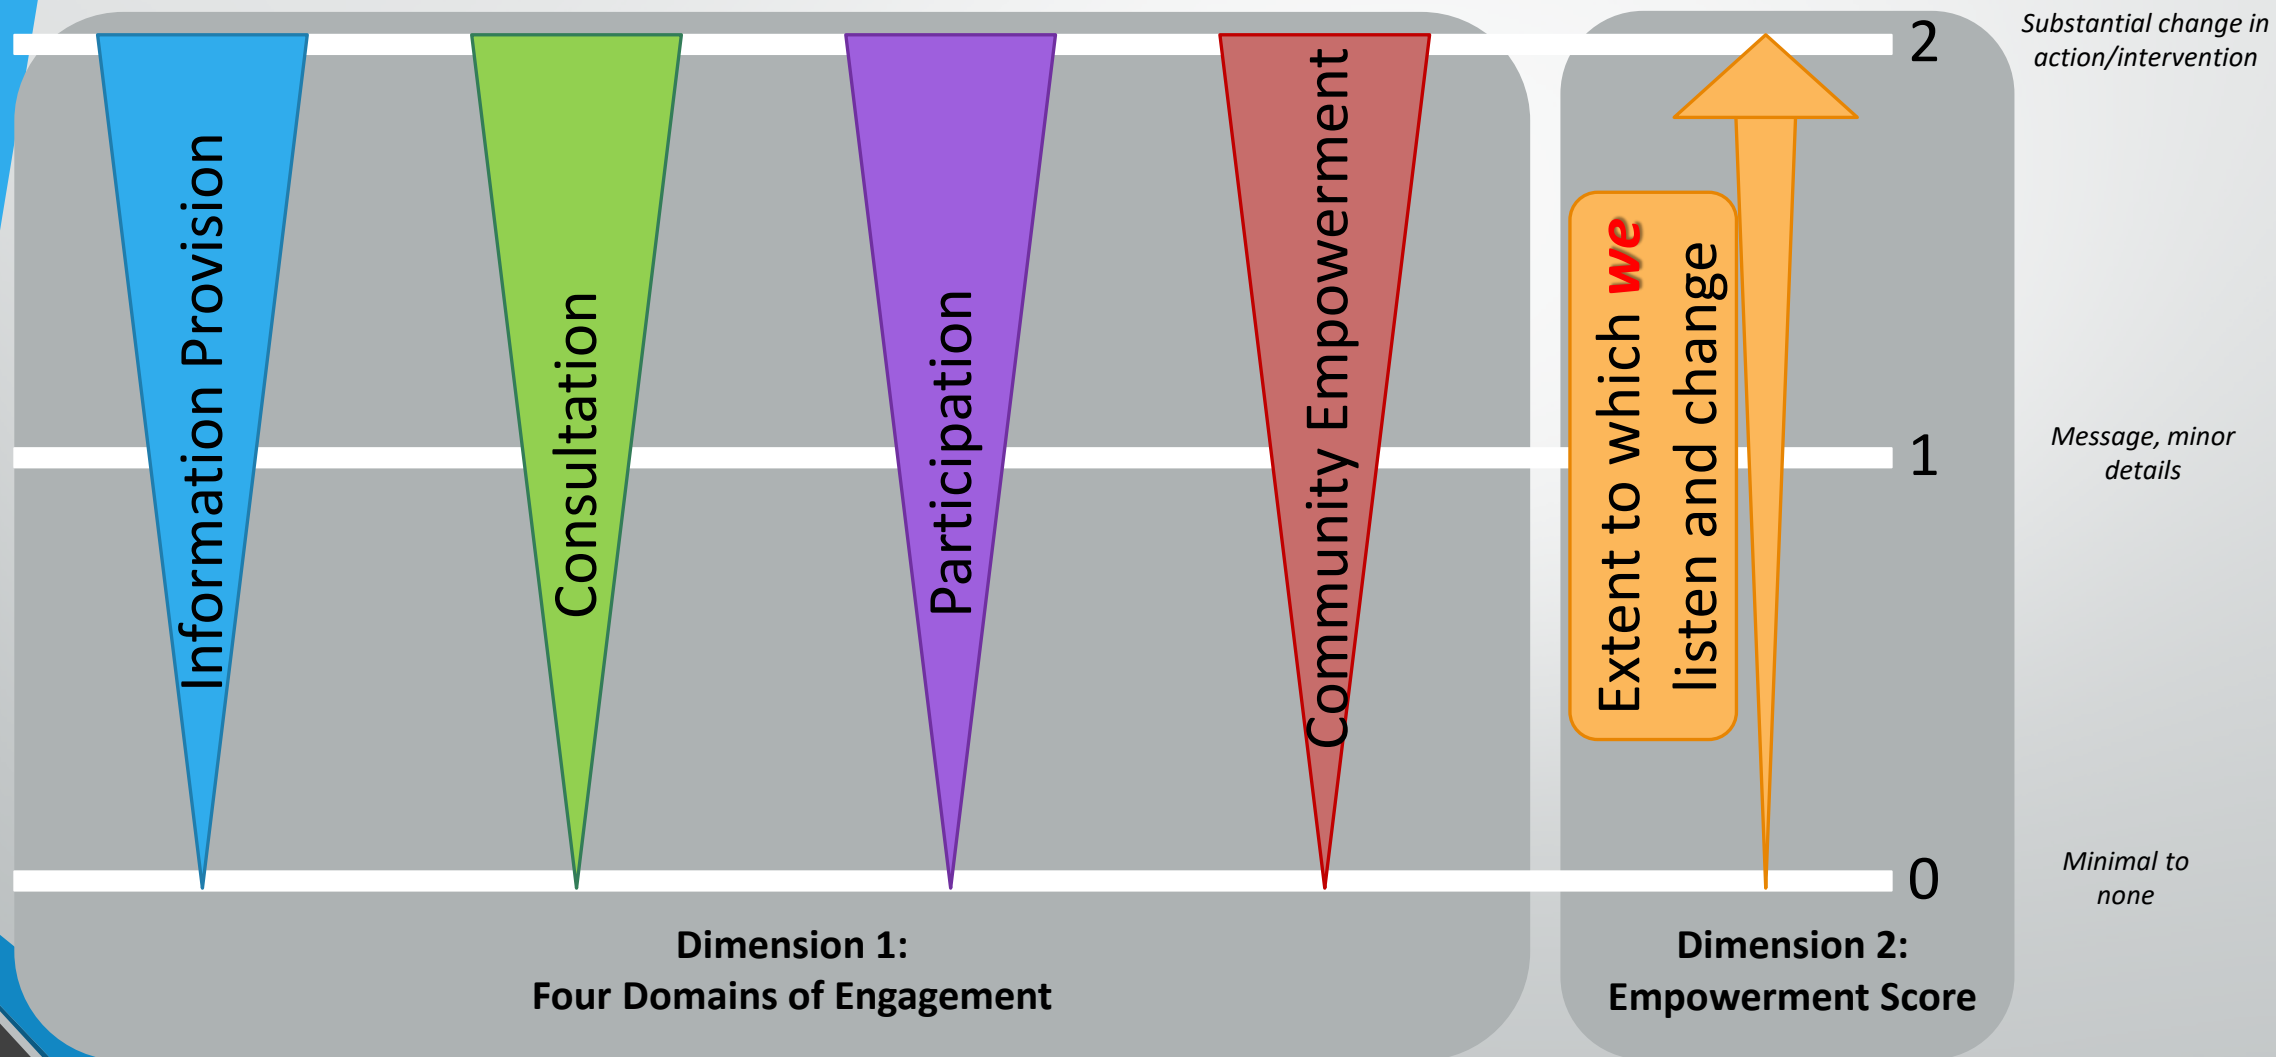 Information Provision
Consultation
Participation
Community Empowerment
Extent to which we
listen and change
2
Substantial change in
action/intervention
1
Message, minor
details
0
Minimal to
none
Dimension 1:
Four Domains of Engagement
Dimension 2:
Empowerment Score